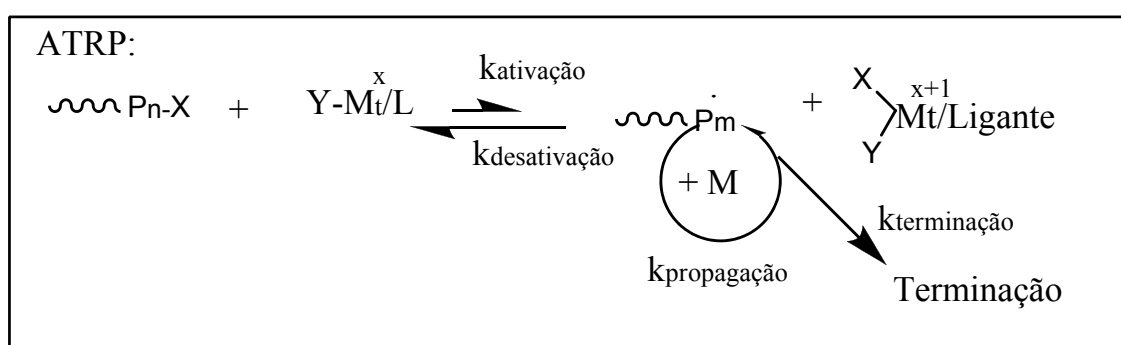 ATRP:
Pn-X + Y-Mt/L x kativação kdesativação Pm· + X Y Mt/Ligante x+1
+ M
kpropagação
kterminação
Terminação